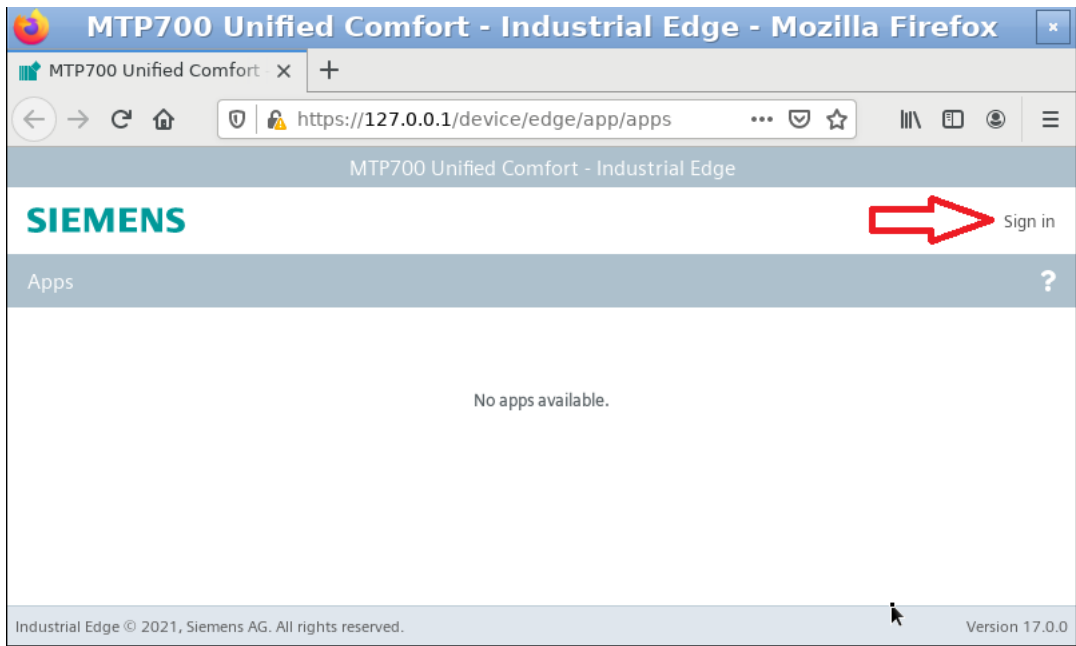 MTP700 Unified Comfort - Industrial Edge - Mozilla Firefox
MTP700 Unified Comfort -
https://127.0.0.1/device/edge/app/apps
MTP700 Unified Comfort - Industrial Edge
SIEMENS
Sign in
Apps
?
No apps available.
Industrial Edge © 2021, Siemens AG. All rights reserved.
Version 17.0.0